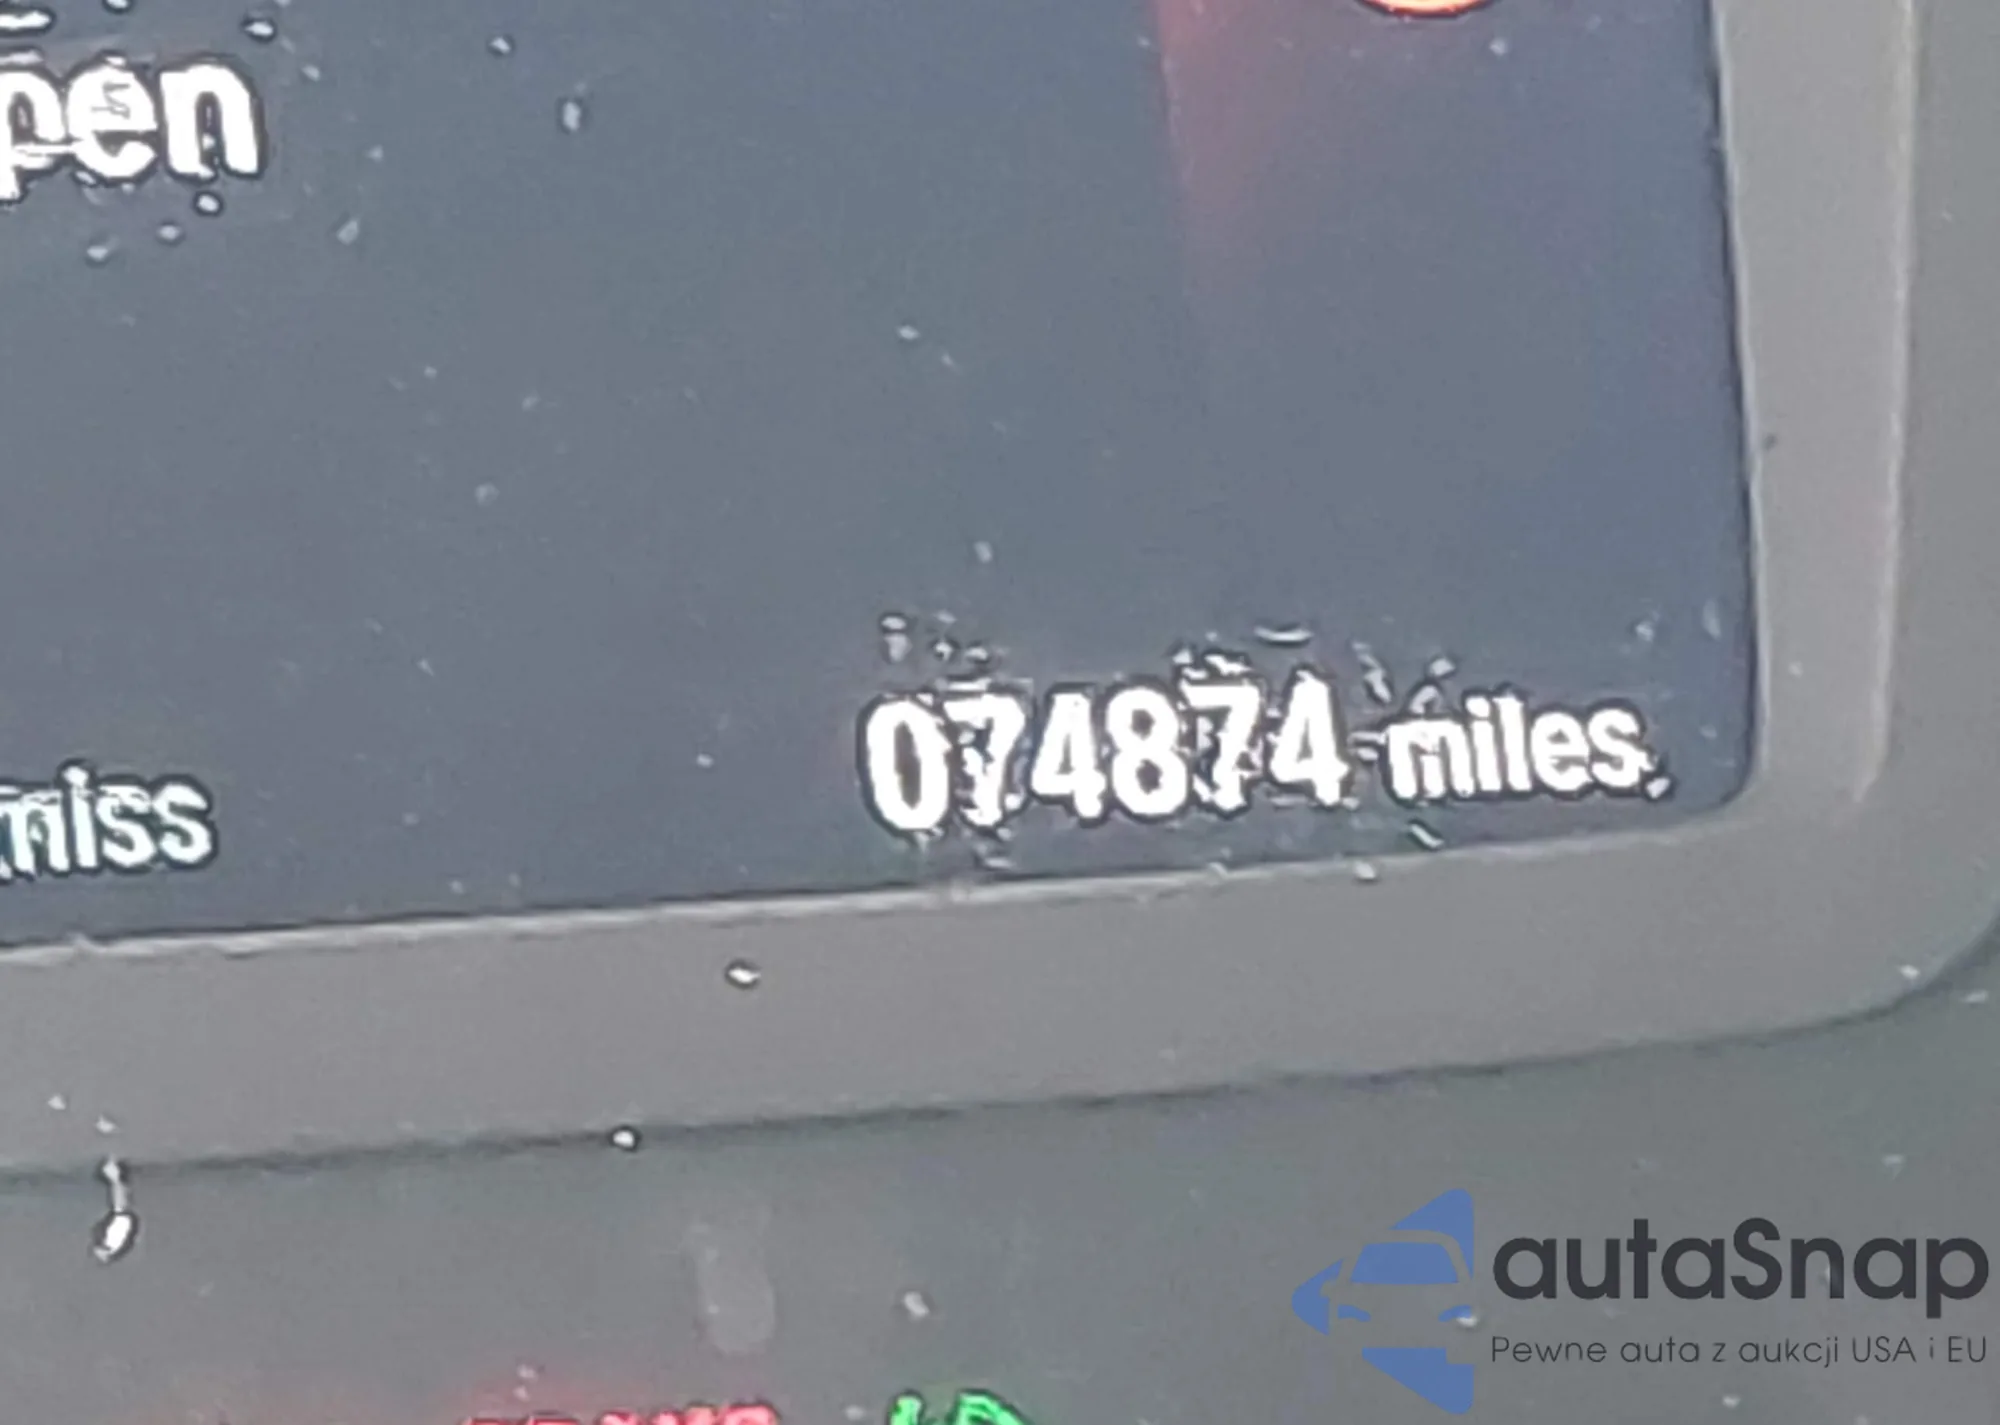 pen
074874 miles
miss
autaSnap
Pewne auta z aukcji USA i EU